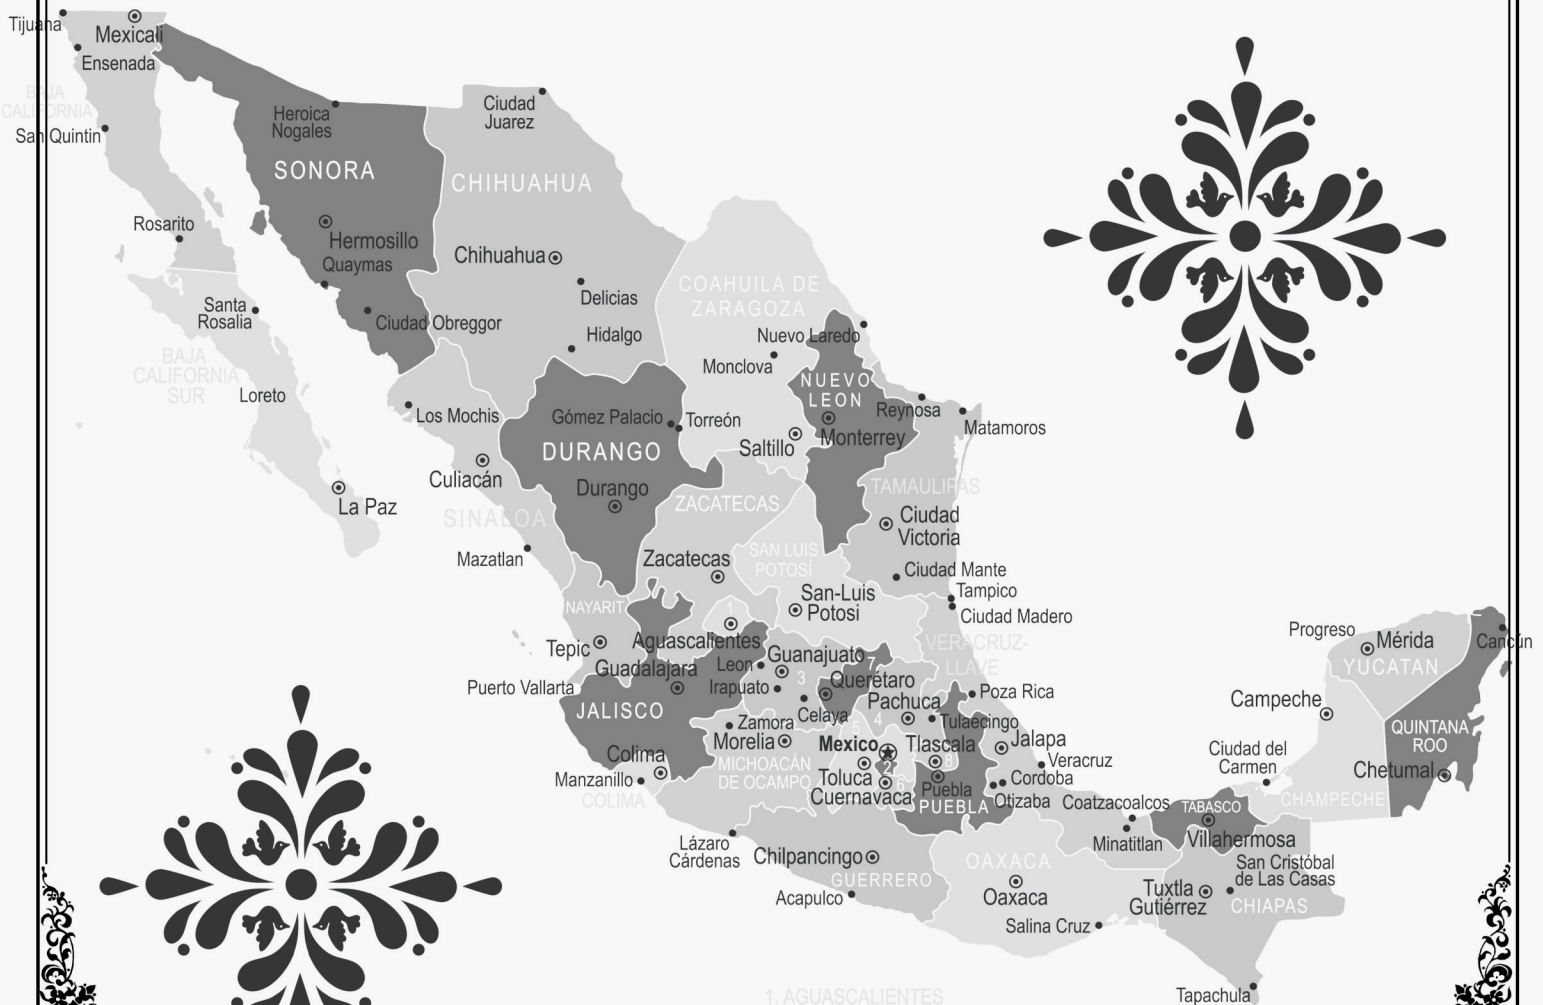 Tijuana
Mexicali
Ensenada
BAJA
CALIFORNIA
San Quintin
Rosarito
Santa
Rosalia
BAJA
CALIFORNIA
SUR
Loreto
La Paz
Heroica
Nogales
SONORA
Hermosillo
Quaymas
Ciudad Obreggor
Ciudad
Juarez
CHIHUAHUA
Chihuahua
Delicias
Hidalgo
COAHUILA DE
ZARAGOZA
Nuevo Laredo
Monclova
NUEVO
LEON
Reynosa
Matamoros
Monterrey
Saltillo
Torreón
Gómez Palacio
DURANGO
Durango
Los Mochis
Culiacán
SINALOA
Mazatlan
ZACATECAS
Zacatecas
TAMAULIFAS
Ciudad
Victoria
Ciudad Mante
Tampico
Ciudad Madero
SAN LUIS
POTOSÍ
San-Luis
Potosi
NAYARIT
Tepic
1
Aguascalientes
Guadalajara
Puerto Vallarta
JALISCO
Leon
Guanajuato
Irapuato
3
Celaya
7
Querétaro
Pachuca
4
Tulaecingo
VERACRUZ-
LLAVE
Poza Rica
Zamora
Morelia
MICHOACÁN
DE OCAMPO
Colima
Manzanillo
COLIMA
5
Mexico
2
Toluca
Cuernavaca
6
Tlascala
8
Puebla
PUEBLA
Jalapa
Veracruz
Cordoba
Otizaba
Lázaro
Cárdenas
Chilpancingo
GUERRERO
Acapulco
OAXACA
Oaxaca
Salina Cruz
Coatzacoalcos
Minatitlan
TABASCO
Villahermosa
San Cristóbal
de Las Casas
Tuxtla
Gutiérrez
CHIAPAS
Tapachula
Ciudad del
Carmen
CHAMPECHE
Campeche
Progreso
Mérida
YUCATAN
Cancún
QUINTANA
ROO
Chetumal
1. AGUASCALIENTES